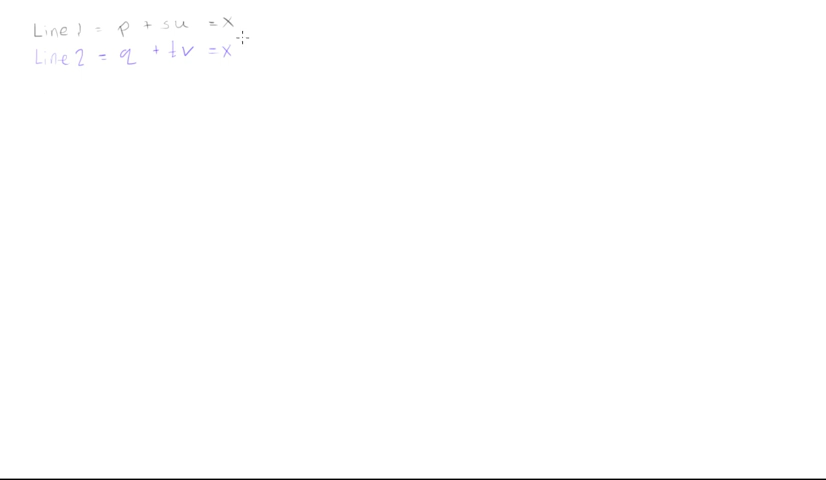 Line 1 = p + su = x
Line 2 = q + tv = x